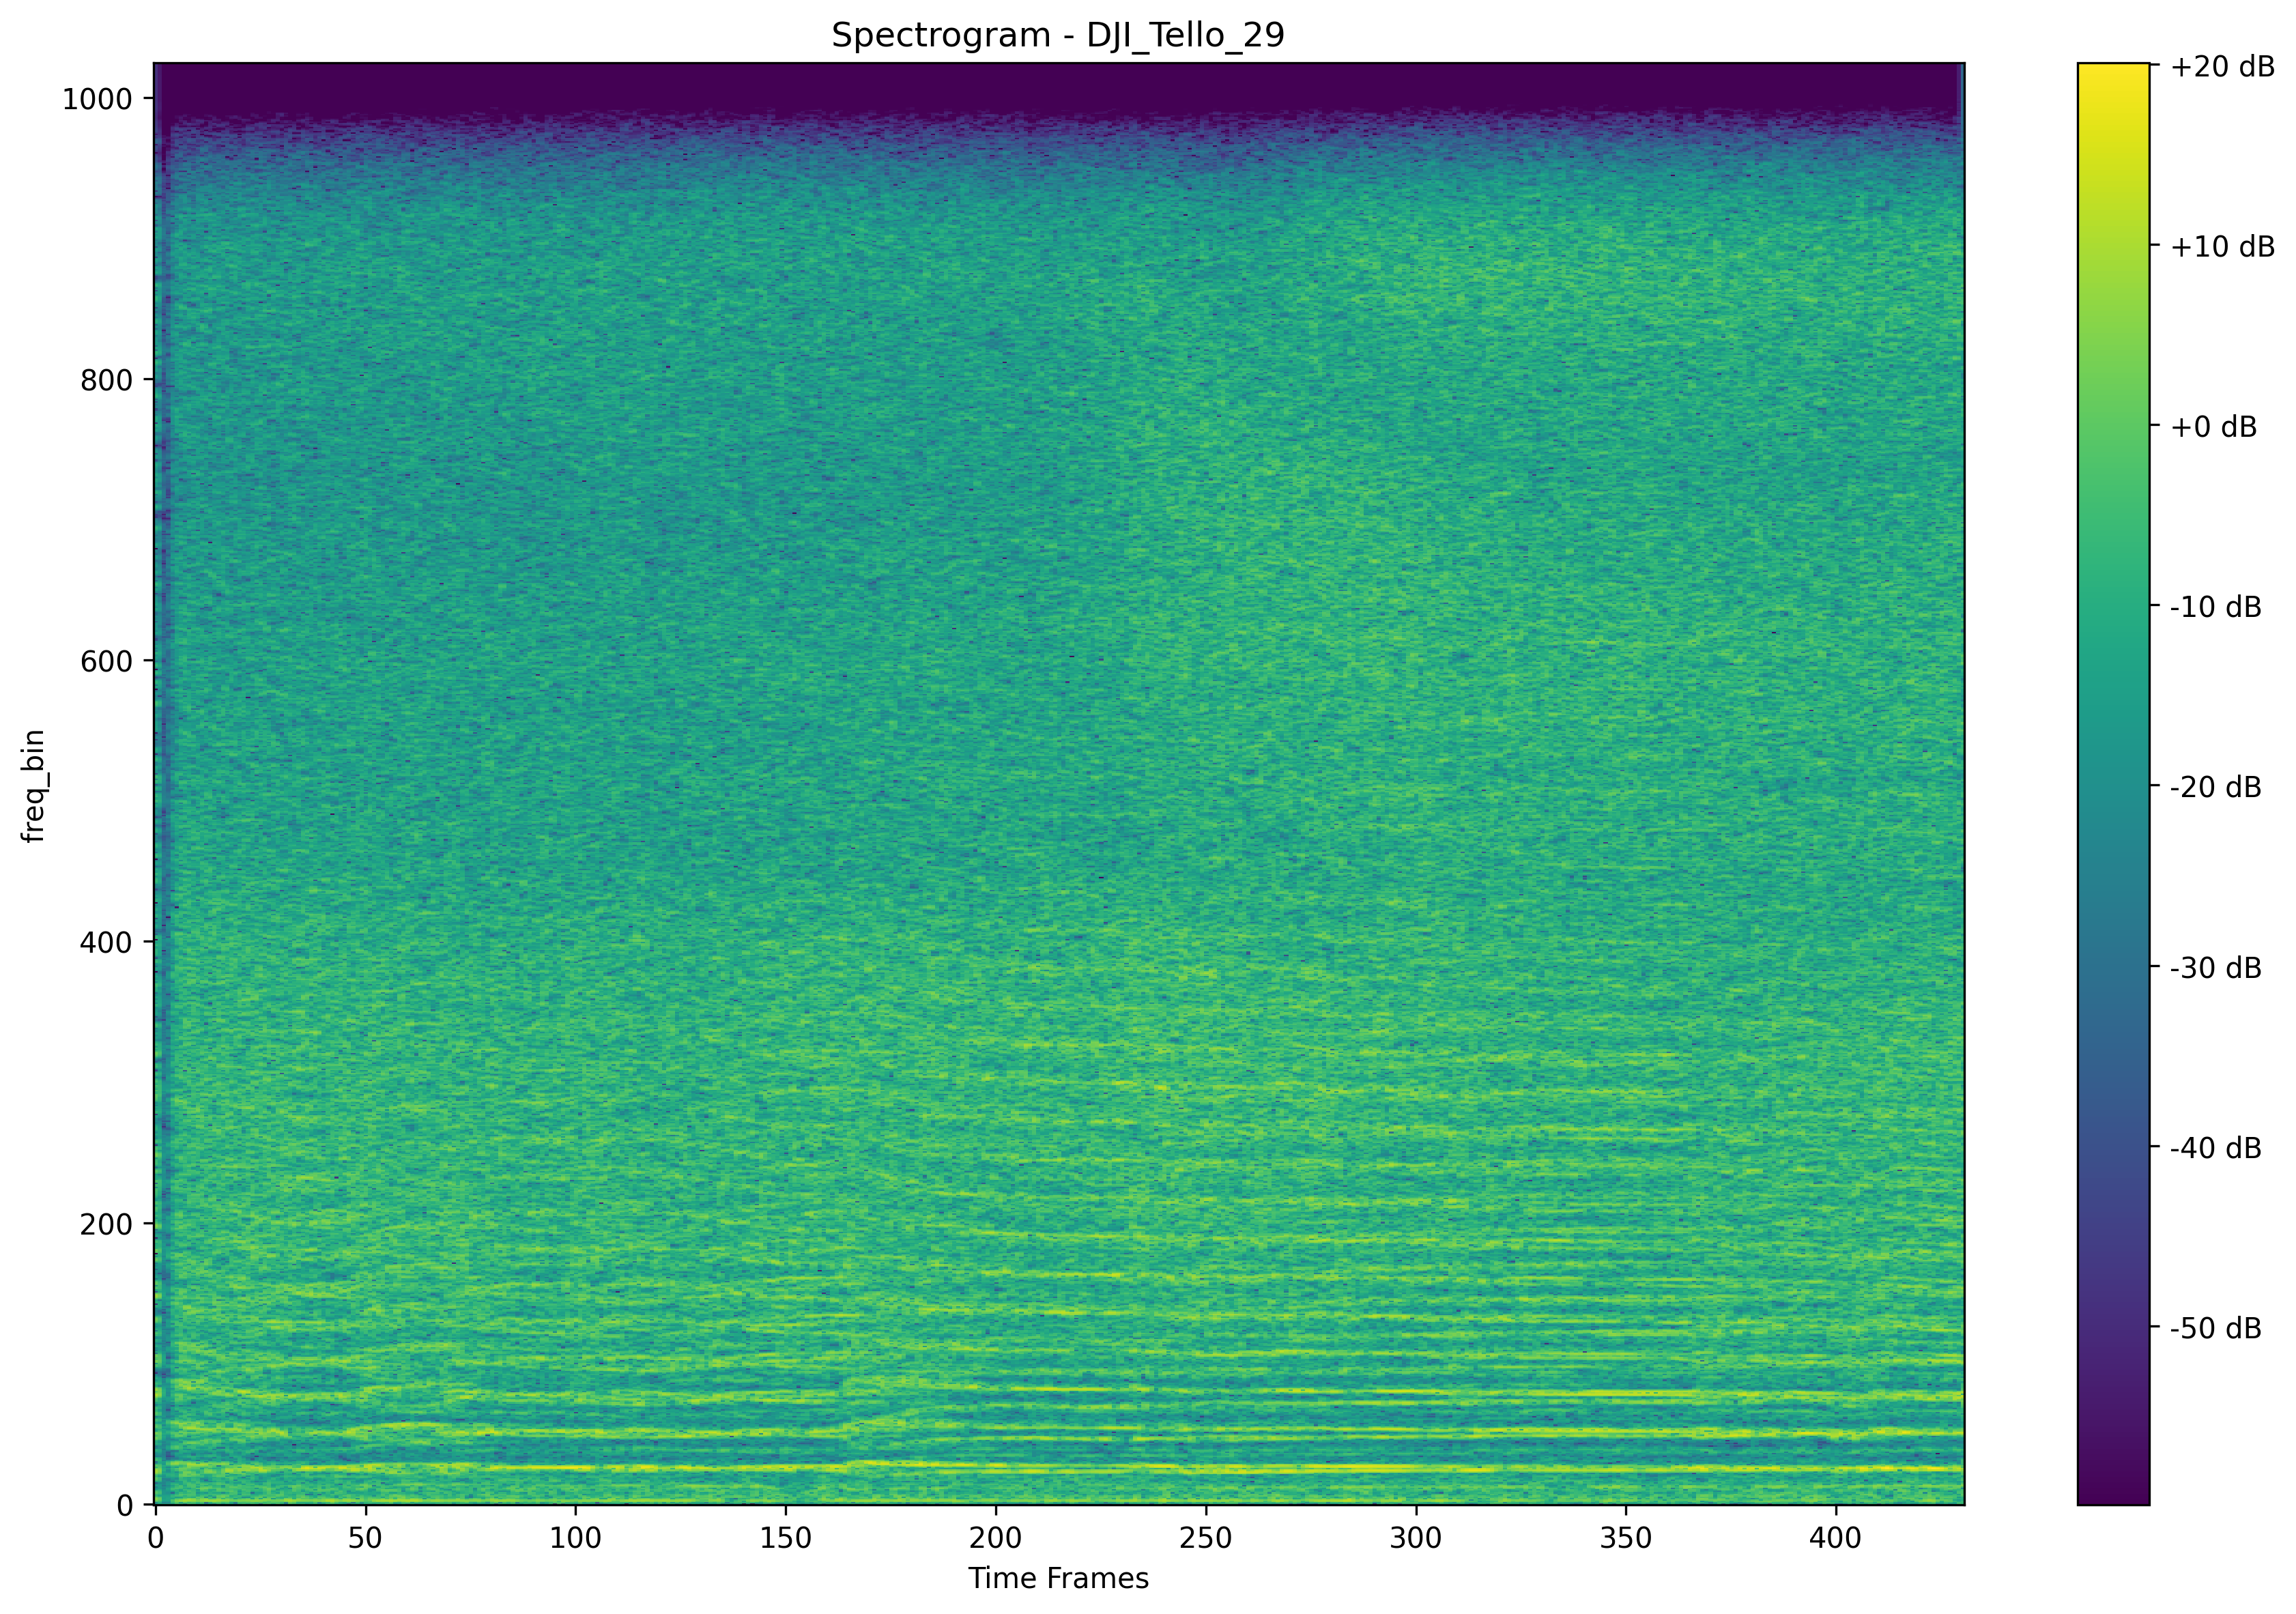 Spectrogram - DJI_Tello_29
freq_bin
1000
800
600
400
200
0
0 50 100 150 200 250 300 350 400
Time Frames
+20 dB
+10 dB
+0 dB
-10 dB
-20 dB
-30 dB
-40 dB
-50 dB